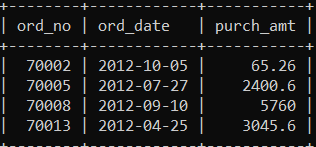 | ord_no | ord_date | purch_amt |
| 70002 | 2012-10-05 | 65.26 |
| 70005 | 2012-07-27 | 2400.6 |
| 70008 | 2012-09-10 | 5760 |
| 70013 | 2012-04-25 | 3045.6 |